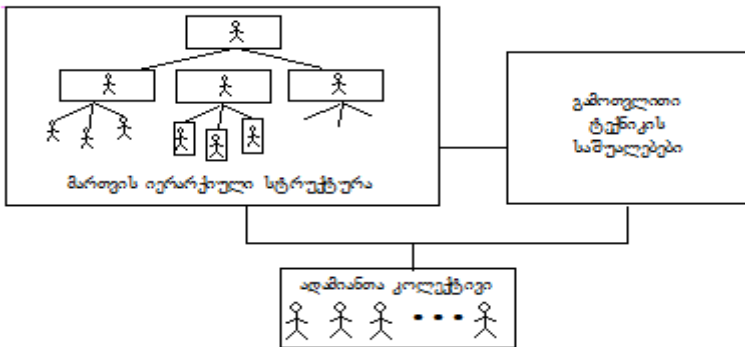 მართვის იერარქიული სტრუქტურა
გამოთვლითი
ტექნიკის
საშუალებები
ადამიანთა კოლექტივი